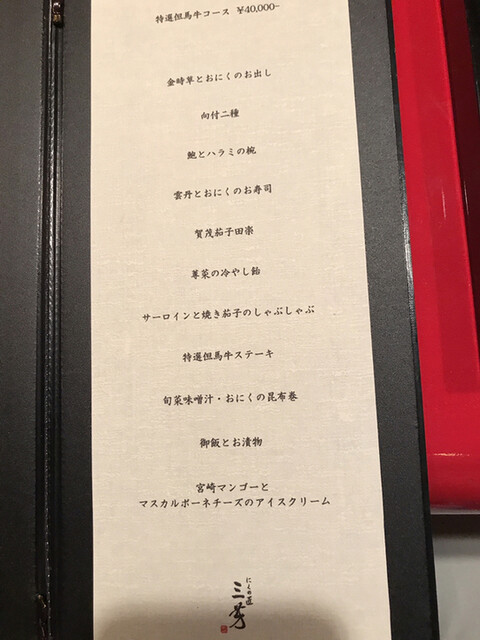 特選但馬牛コース ￥40,000-
金時草とおにくのお出し
向付二種
鮑とハラミの椀
雲丹とおにくのお寿司
賀茂茄子田楽
蓴菜の冷やし飴
サーロインと焼き茄子のしゃぶしゃぶ
特選但馬牛ステーキ
旬菜味噌汁・おにくの昆布巻
御飯とお漬物
宮崎マンゴーと
マスカルポーネチーズのアイスクリーム
にくの匠
三芳